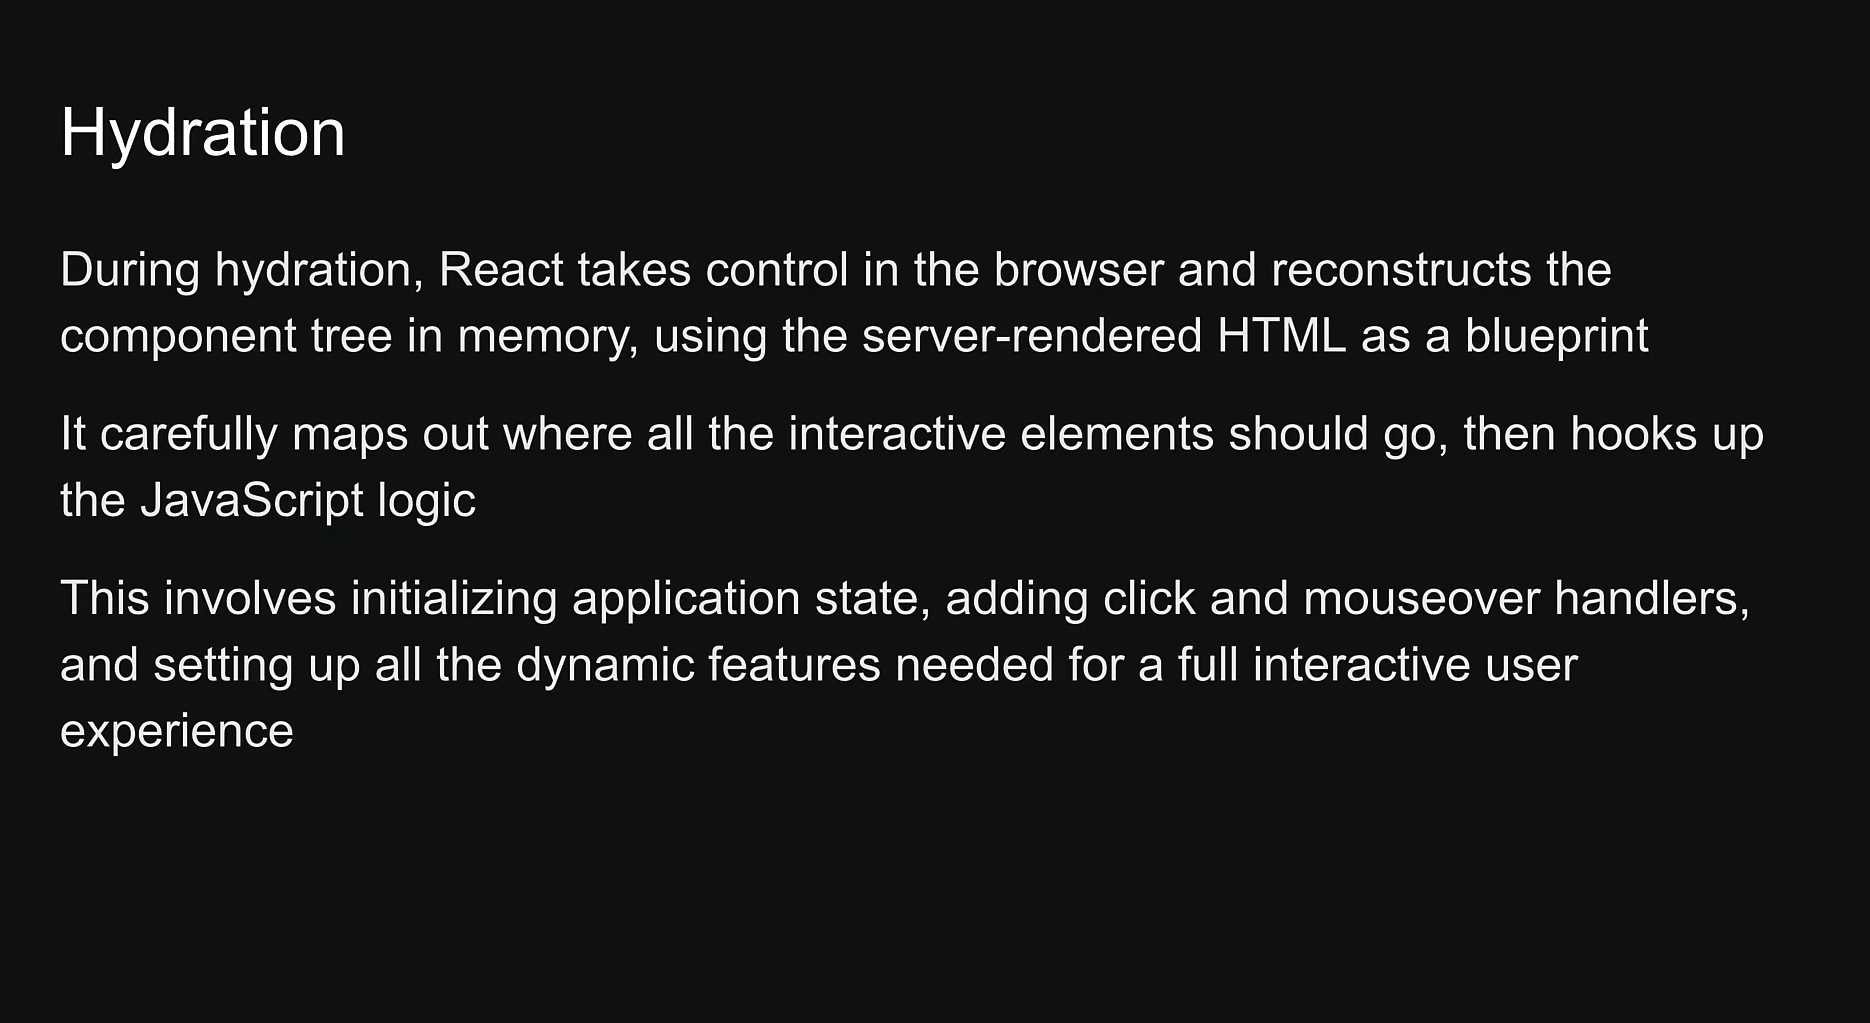 Hydration
During hydration, React takes control in the browser and reconstructs the
component tree in memory, using the server-rendered HTML as a blueprint
It carefully maps out where all the interactive elements should go, then hooks up
the JavaScript logic
This involves initializing application state, adding click and mouseover handlers,
and setting up all the dynamic features needed for a full interactive user
experience